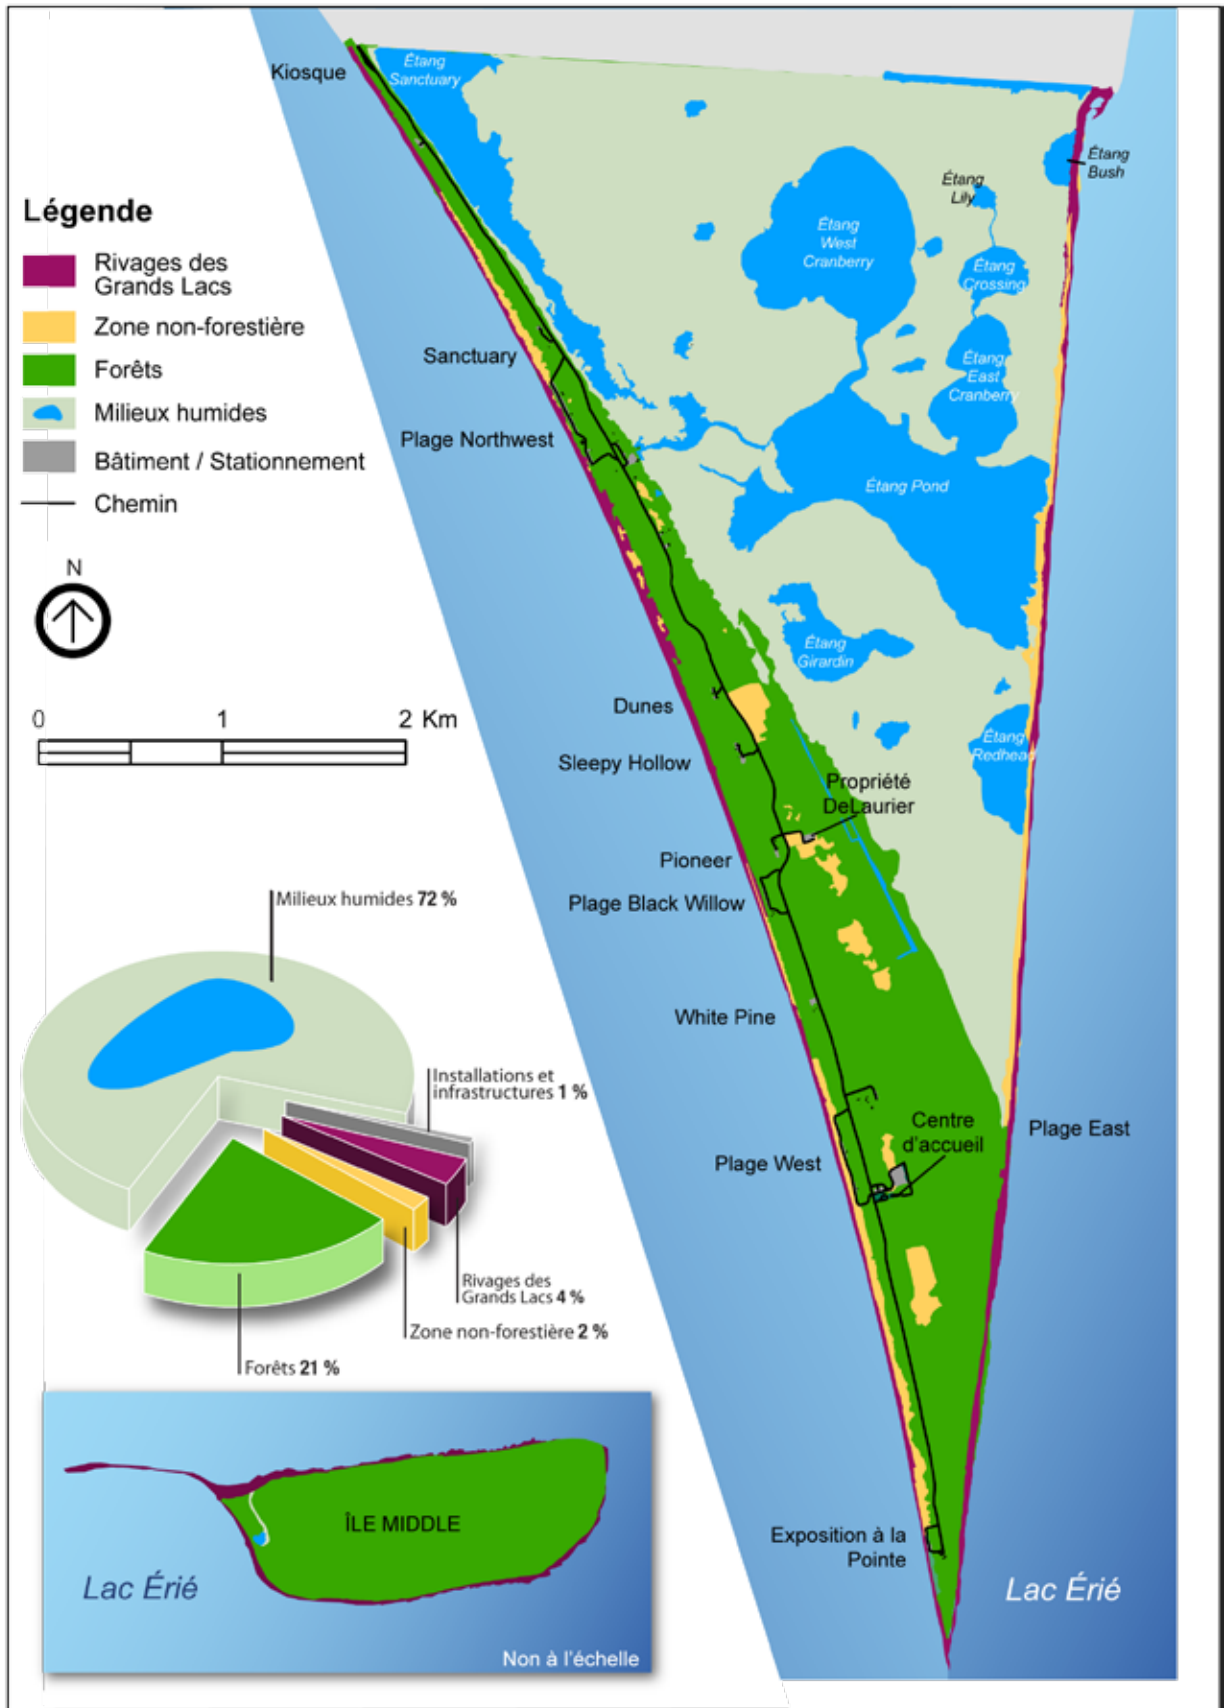 Kiosque
Étang
Sanctuary
Étang
Bush
Étang
Lily
Étang
West
Cranberry
Étang
Crossing
Étang
East
Cranberry
Légende
Rivages des
Grands Lacs
Zone non-forestière
Forêts
Milieux humides
Bâtiment / Stationnement
Chemin
Sanctuary
Plage Northwest
Étang Pond
N
Étang
Girardin
0 1 2 Km
Dunes
Sleepy Hollow
Étang
Redhead
Propriété
DeLaurier
Pioneer
Plage Black Willow
White Pine
Milieux humides 72 %
Installations et
infrastructures 1 %
Rivages des
Grands Lacs 4 %
Zone non-forestière 2 %
Forêts 21 %
Centre
d'accueil
Plage East
Plage West
Exposition à la
Pointe
Lac Érié
ÎLE MIDDLE
Lac Érié
Non à l'échelle